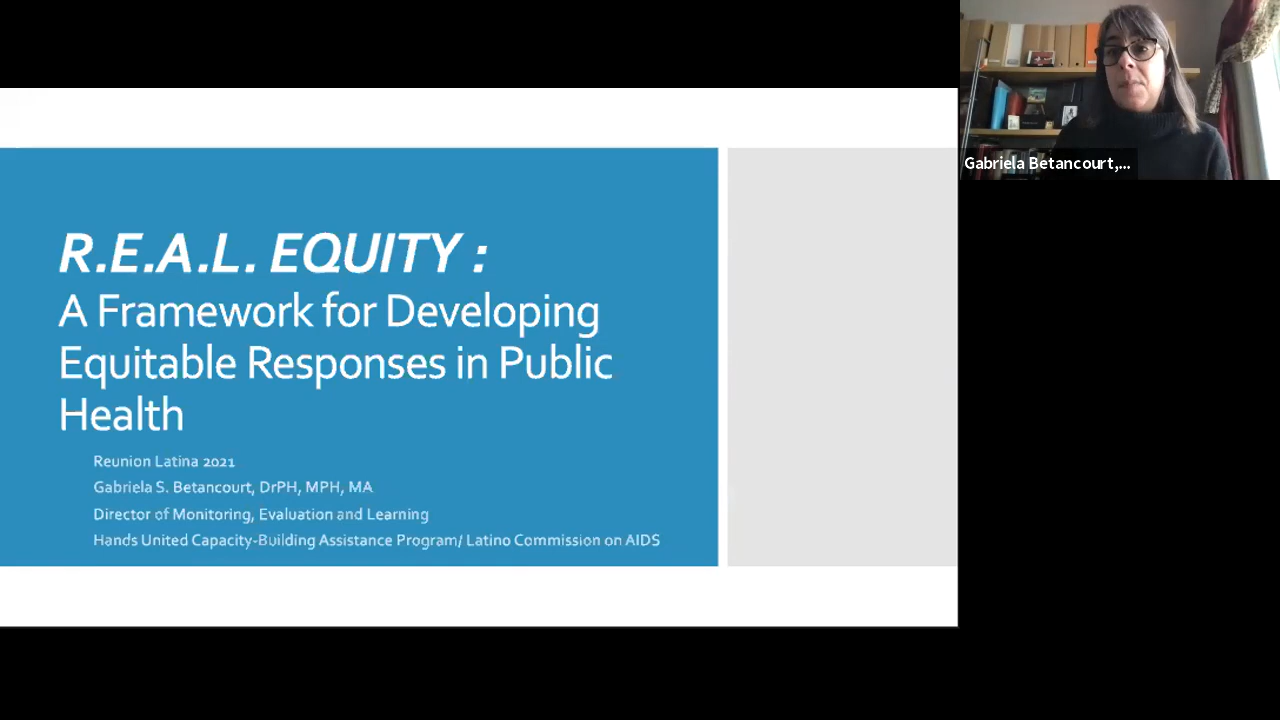 R.E.A.L. EQUITY :
A Framework for Developing
Equitable Responses in Public
Health
Reunion Latina 2021
Gabriela S. Betancourt, DrPH, MPH, MA
Director of Monitoring, Evaluation and Learning
Hands United Capacity-Building Assistance Program/ Latino Commission on AIDS
Gabriela Betancourt,...